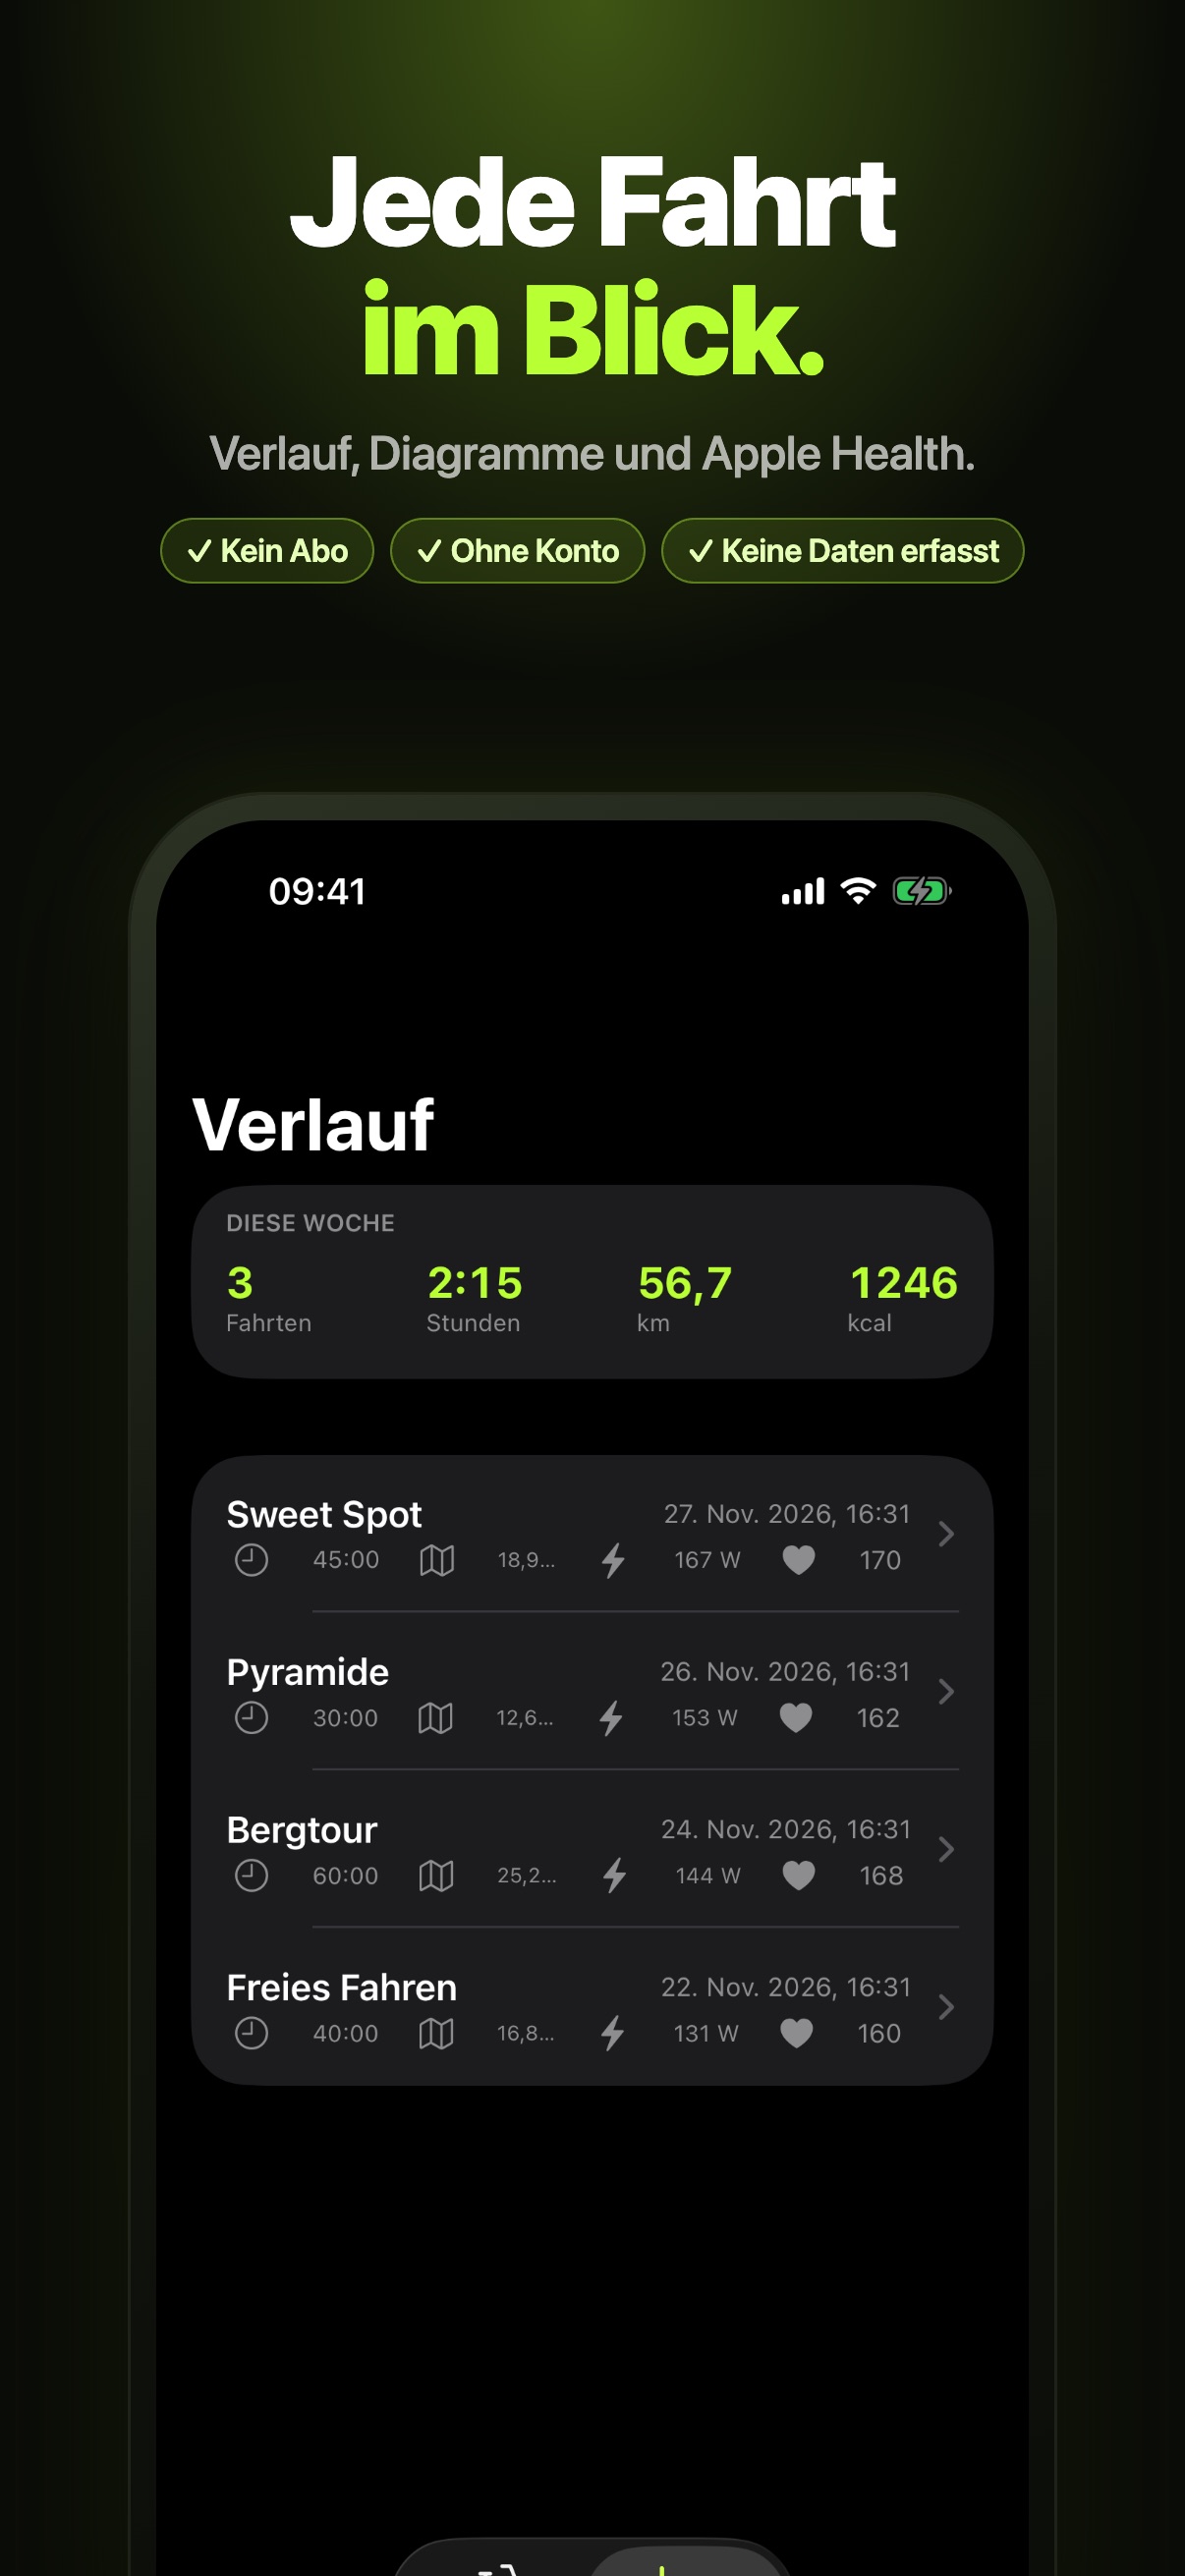 Jede Fahrt
im Blick.
Verlauf, Diagramme und Apple Health.
✓ Kein Abo ✓ Ohne Konto ✓ Keine Daten erfasst
09:41
Verlauf
DIESE WOCHE
3 2:15 56,7 1246
Fahrten Stunden km kcal
Sweet Spot 27. Nov. 2026, 16:31
45:00 18,9... 167 W 170
Pyramide 26. Nov. 2026, 16:31
30:00 12,6... 153 W 162
Bergtour 24. Nov. 2026, 16:31
60:00 25,2... 144 W 168
Freies Fahren 22. Nov. 2026, 16:31
40:00 16,8... 131 W 160